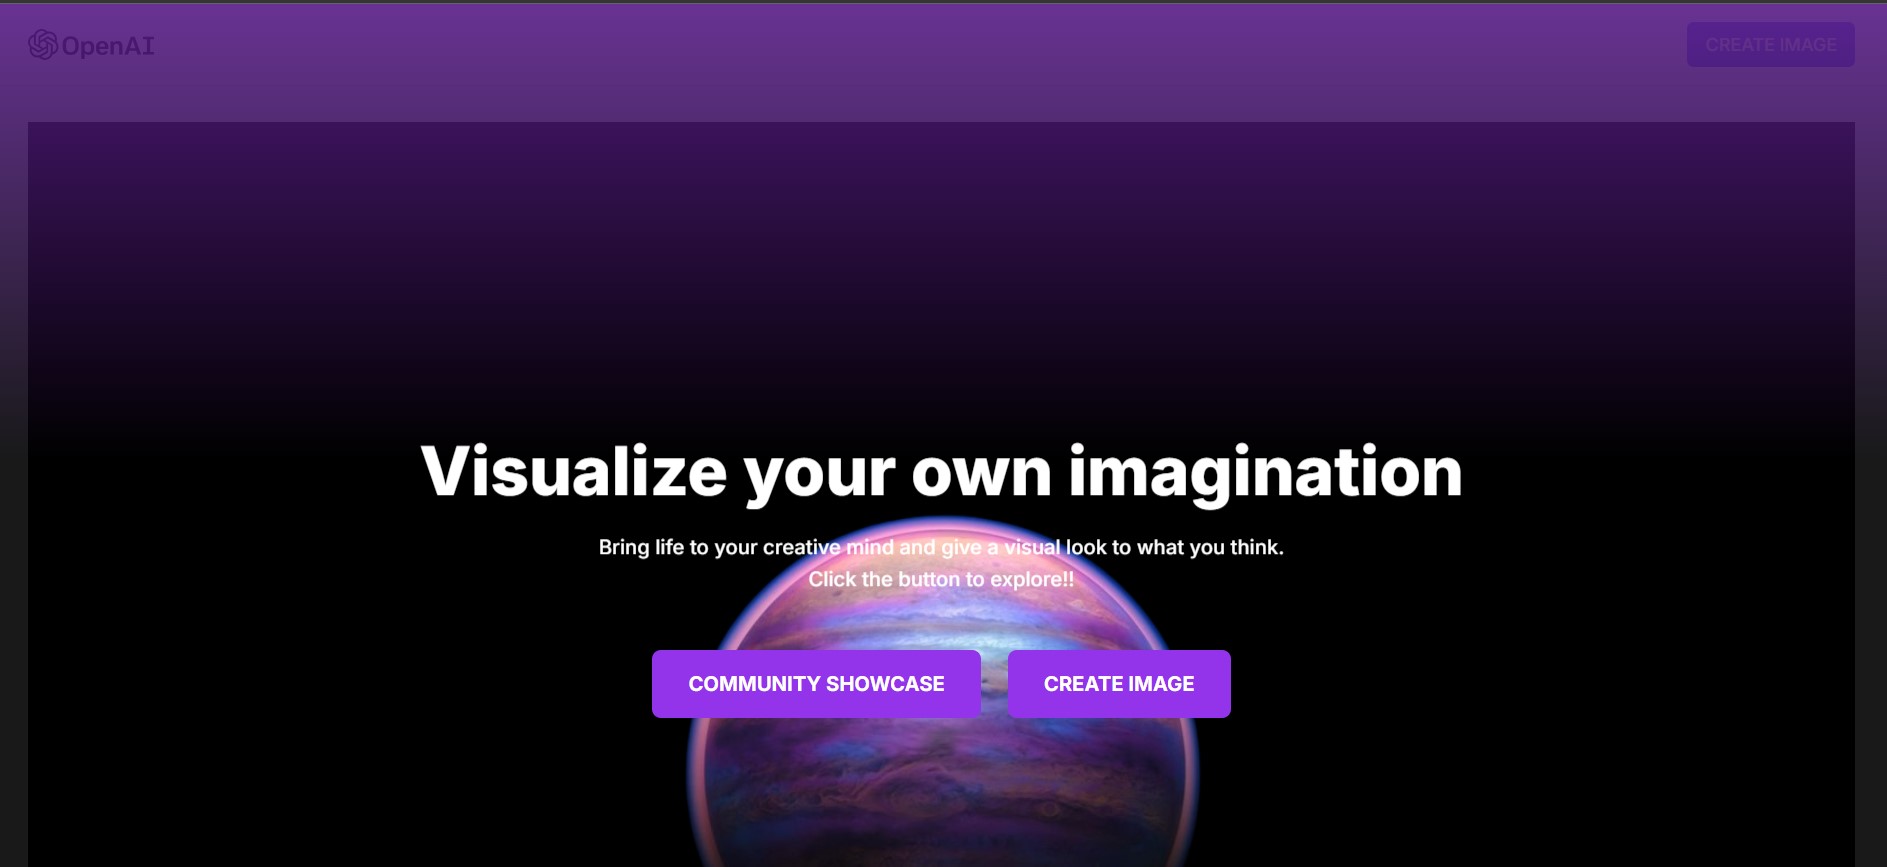 OpenAI
CREATE IMAGE
Visualize your own imagination
Bring life to your creative mind and give a visual look to what you think.
Click the button to explore!!
COMMUNITY SHOWCASE
CREATE IMAGE